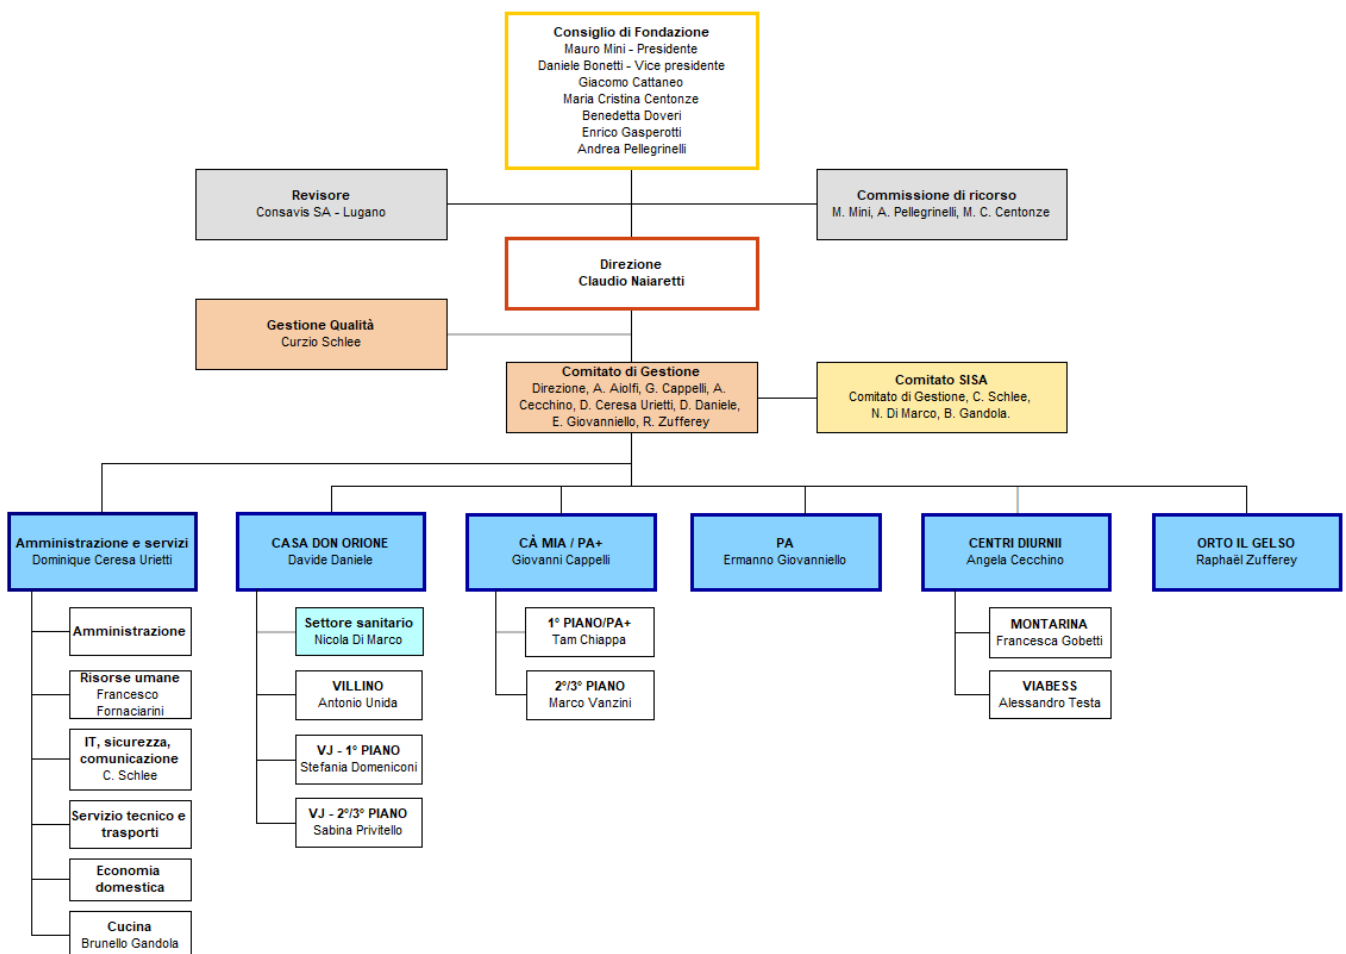 Consiglio di Fondazione
Mauro Mini - Presidente
Daniele Bonetti - Vice presidente
Giacomo Cattaneo
Maria Cristina Centonze
Benedetta Doveri
Enrico Gasperotti
Andrea Pellegrinelli
Revisore
Consavis SA - Lugano
Commissione di ricorso
M. Mini, A. Pellegrinelli, M. C. Centonze
Direzione
Claudio Naiaretti
Gestione Qualità
Curzio Schlee
Comitato di Gestione
Direzione, A. Aiolfi, G. Cappelli, A.
Cecchino, D. Ceresa Urietti, D. Daniele,
E. Giovanniello, R. Zufferey
Comitato SISA
Comitato di Gestione, C. Schlee,
N. Di Marco, B. Gandola.
Amministrazione e servizi
Dominique Ceresa Urietti
CASA DON ORIONE
Davide Daniele
CÀ MIA / PA+
Giovanni Cappelli
PA
Ermanno Giovanniello
CENTRI DIURNII
Angela Cecchino
ORTO IL GELSO
Raphaël Zufferey
Amministrazione
Risorse umane
Francesco
Fornaciarini
IT, sicurezza,
comunicazione
C. Schlee
Servizio tecnico e
trasporti
Economia
domestica
Cucina
Brunello Gandola
Settore sanitario
Nicola Di Marco
VILLINO
Antonio Unida
VJ - 1° PIANO
Stefania Domeniconi
VJ - 2°/3° PIANO
Sabina Privitello
1° PIANO/PA+
Tam Chiappa
2°/3° PIANO
Marco Vanzini
MONTARINA
Francesca Gobetti
VIABESS
Alessandro Testa